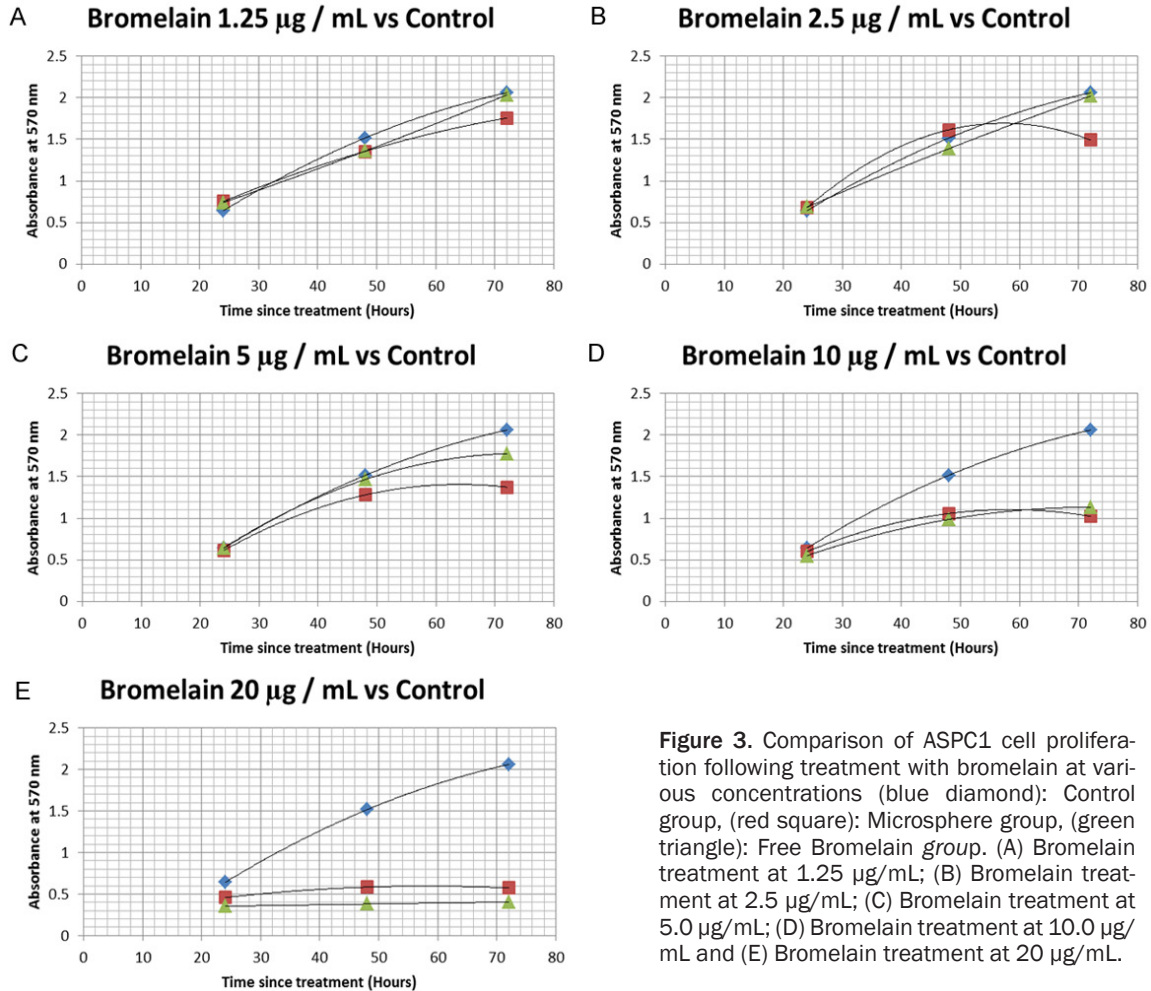 A
Bromelain 1.25 µg / mL vs Control
2.5
2
1.5
1
0.5
0
Absorbance at 570 nm
0 10 20 30 40 50 60 70 80
Time since treatment (Hours)
B
Bromelain 2.5 µg / mL vs Control
2.5
2
1.5
1
0.5
0
Absorbance at 570 nm
0 10 20 30 40 50 60 70 80
Time since treatment (Hours)
C
Bromelain 5 µg / mL vs Control
2.5
2
1.5
1
0.5
0
Absorbance at 570 nm
0 10 20 30 40 50 60 70 80
Time since treatment (Hours)
D
Bromelain 10 µg / mL vs Control
2.5
2
1.5
1
0.5
0
Absorbance at 570 nm
0 10 20 30 40 50 60 70 80
Time since treatment (Hours)
E
Bromelain 20 µg / mL vs Control
2.5
2
1.5
1
0.5
0
Absorbance at 570 nm
0 10 20 30 40 50 60 70 80
Time since treatment (Hours)
Figure 3. Comparison of ASPC1 cell prolifera-
tion following treatment with bromelain at vari-
ous concentrations (blue diamond): Control
group, (red square): Microsphere group, (green
triangle): Free Bromelain group. (A) Bromelain
treatment at 1.25 µg/mL; (B) Bromelain treat-
ment at 2.5 µg/mL; (C) Bromelain treatment at
5.0 µg/mL; (D) Bromelain treatment at 10.0 µg/
mL and (E) Bromelain treatment at 20 µg/mL.